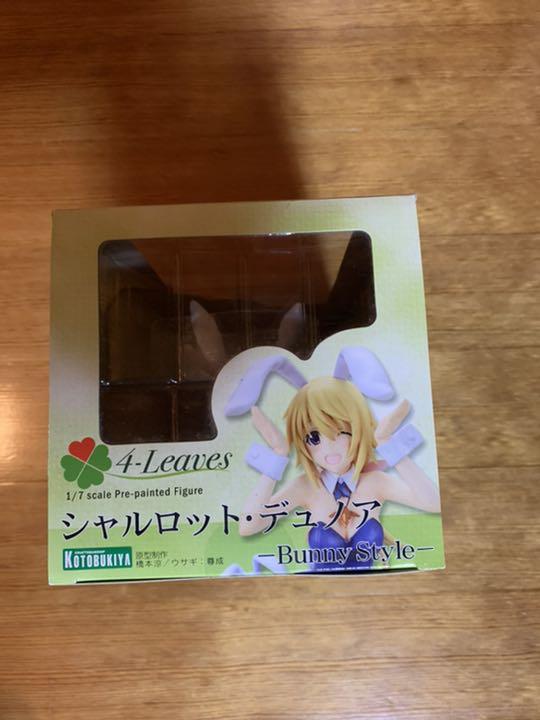 4-Leaves
1/7 scale Pre-painted Figure
シャルロット・デュノア
—Bunny Style—
KOTOBUKIYA
原型制作
橋本涼／ウサギ：尊成